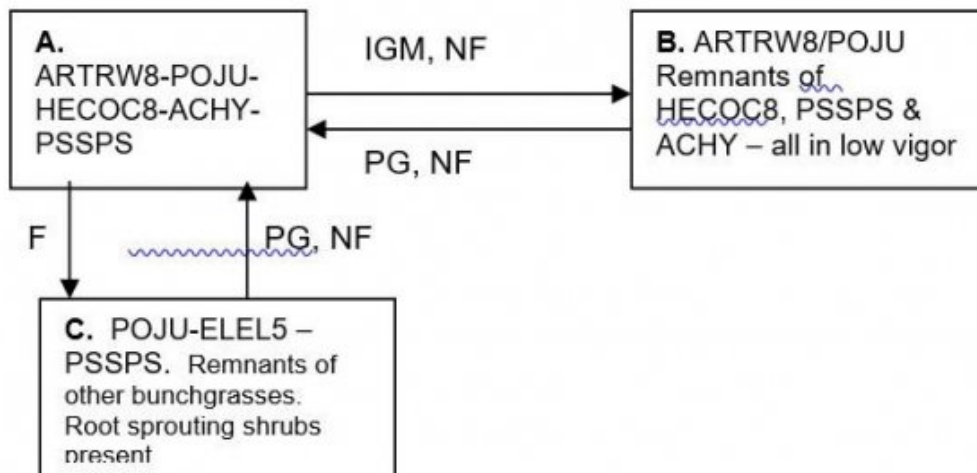 A.
ARTRW8-POJU-
HECOC8-ACHY-
PSSPS
IGM, NF
PG, NF
B. ARTRW8/POJU
Remnants of
HECOC8, PSSPS &
ACHY – all in low vigor
F
PG, NF
C. POJU-ELEL5 –
PSSPS. Remnants of
other bunchgrasses.
Root sprouting shrubs
present